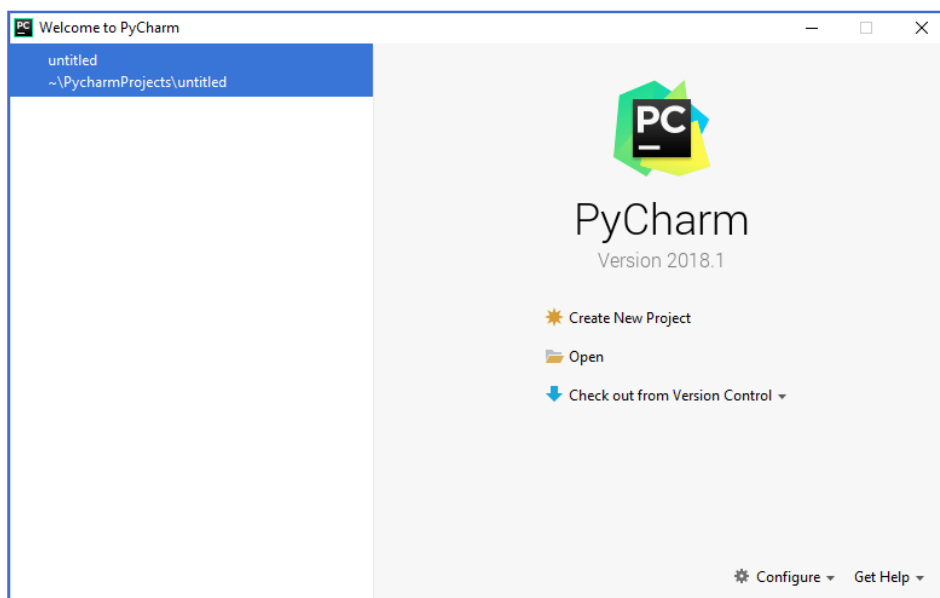 Welcome to PyCharm
untitled
~\PycharmProjects\untitled
PC
PC
PyCharm
Version 2018.1
Create New Project
Open
Check out from Version Control
Configure
Get Help